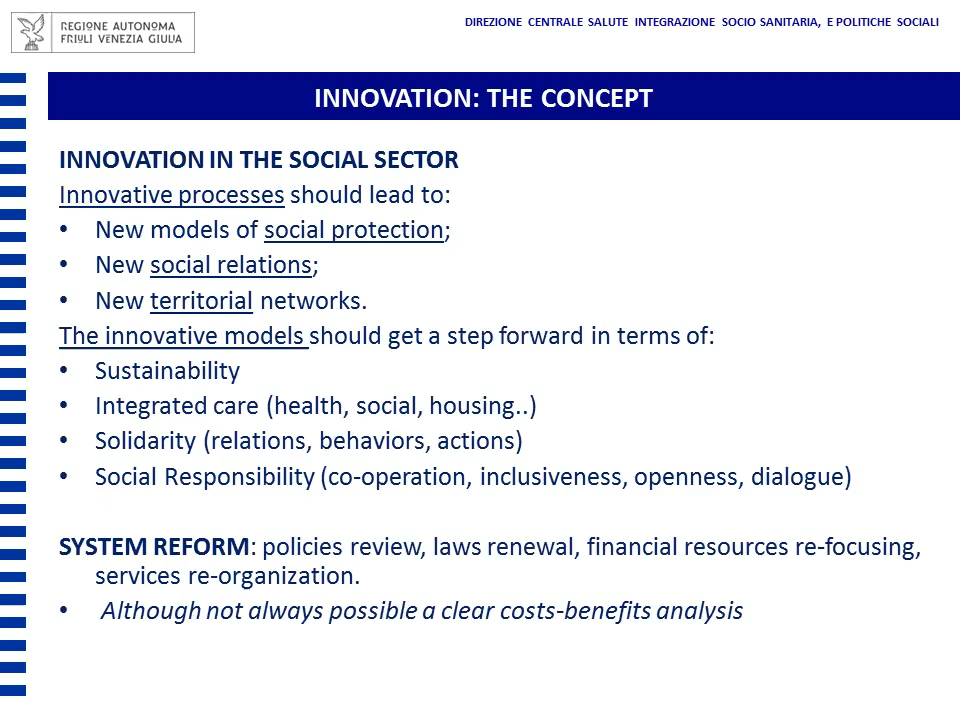 REGIONE AUTONOMA
FRIULI VENEZIA GIULIA
DIREZIONE CENTRALE SALUTE INTEGRAZIONE SOCIO SANITARIA, E POLITICHE SOCIALI
INNOVATION: THE CONCEPT
INNOVATION IN THE SOCIAL SECTOR
Innovative processes should lead to:
• New models of social protection;
• New social relations;
• New territorial networks.
The innovative models should get a step forward in terms of:
• Sustainability
• Integrated care (health, social, housing..)
• Solidarity (relations, behaviors, actions)
• Social Responsibility (co-operation, inclusiveness, openness, dialogue)
SYSTEM REFORM: policies review, laws renewal, financial resources re-focusing,
services re-organization.
• Although not always possible a clear costs-benefits analysis